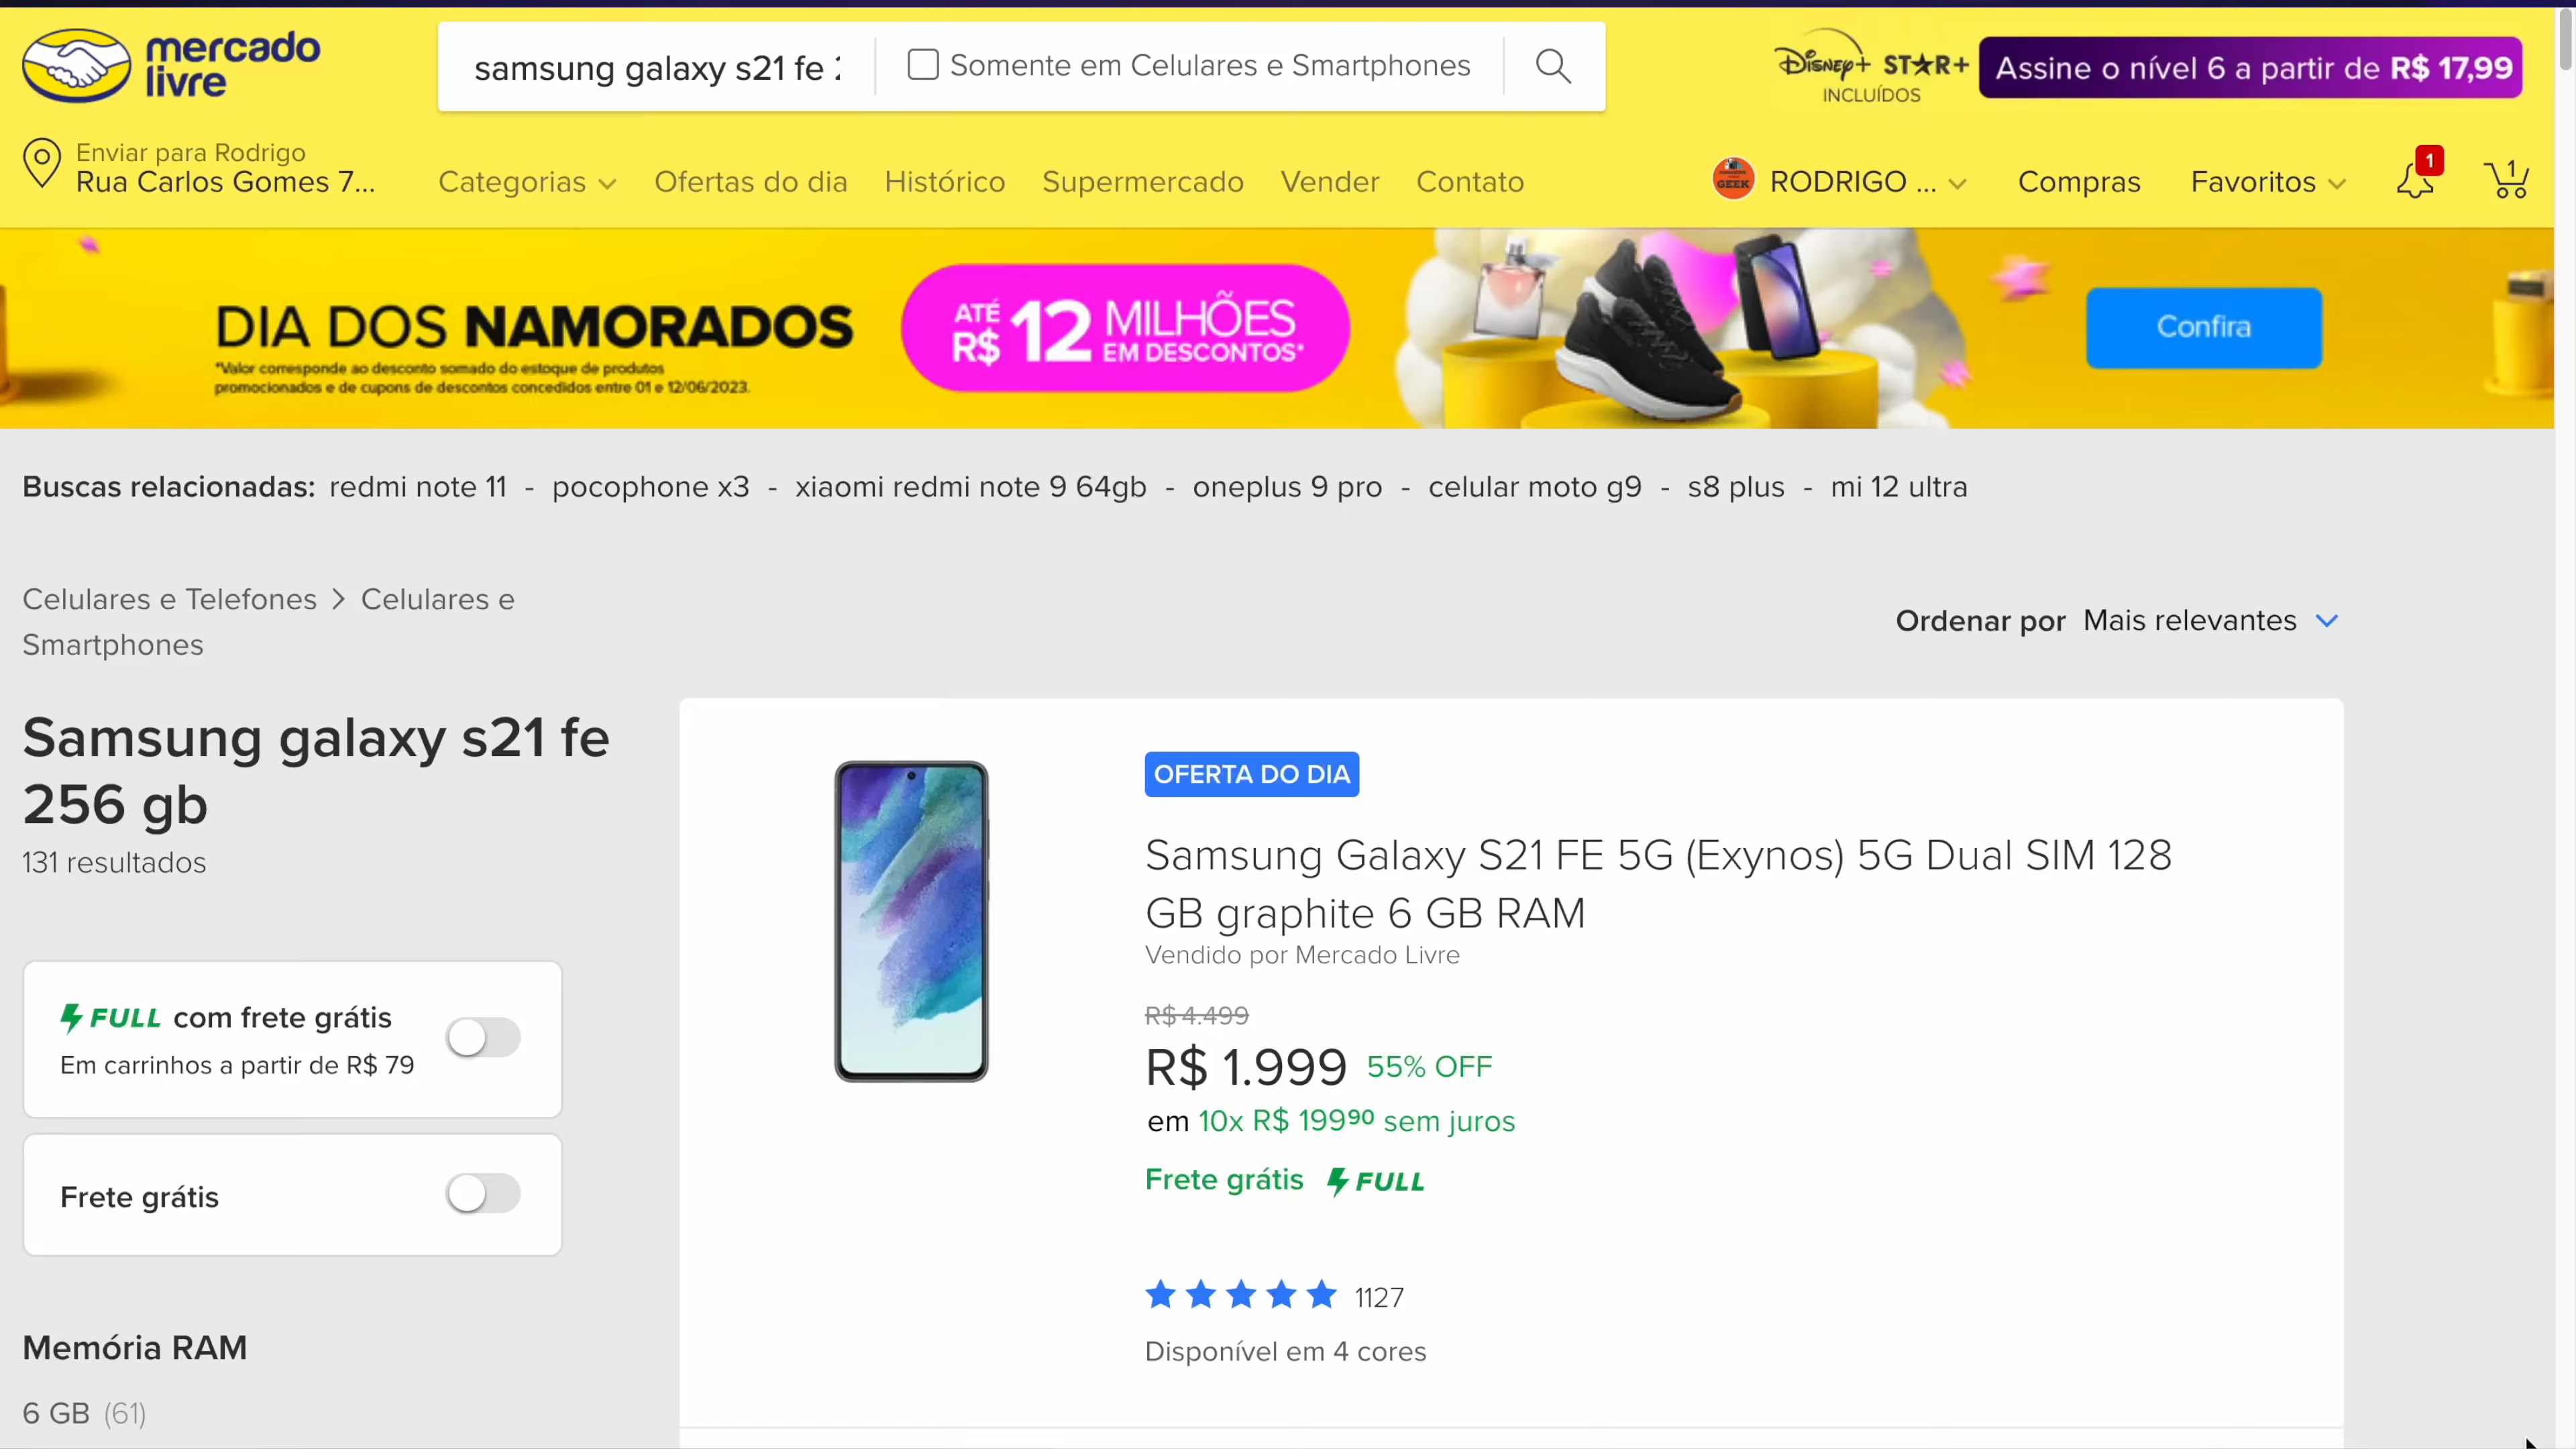 mercado
livre
samsung galaxy s21 fe
Somente em Celulares e Smartphones
Disney+ STAR+
INCLUÍDOS
Assine o nível 6 a partir de R$ 17,99
Enviar para Rodrigo
Rua Carlos Gomes 7...
Categorias
Ofertas do dia
Histórico
Supermercado
Vender
Contato
GEEK
RODRIGO ...
Compras
Favoritos
1
1
DIA DOS NAMORADOS
*Valor corresponde ao desconto somado do estoque de produtos
promocionados e de cupons de descontos concedidos entre 01 e 12/06/2023.
ATÉ
R$ 12 MILHÕES
EM DESCONTOS*
Confira
Buscas relacionadas: redmi note 11 - pocophone x3 - xiaomi redmi note 9 64gb - oneplus 9 pro - celular moto g9 - s8 plus - mi 12 ultra
Celulares e Telefones > Celulares e
Smartphones
Ordenar por Mais relevantes
Samsung galaxy s21 fe
256 gb
131 resultados
FULL com frete grátis
Em carrinhos a partir de R$ 79
Frete grátis
Memória RAM
6 GB (61)
OFERTA DO DIA
Samsung Galaxy S21 FE 5G (Exynos) 5G Dual SIM 128
GB graphite 6 GB RAM
Vendido por Mercado Livre
R$ 4.499
R$ 1.999 55% OFF
em 10x R$ 199⁹⁰ sem juros
Frete grátis FULL
1127
Disponível em 4 cores